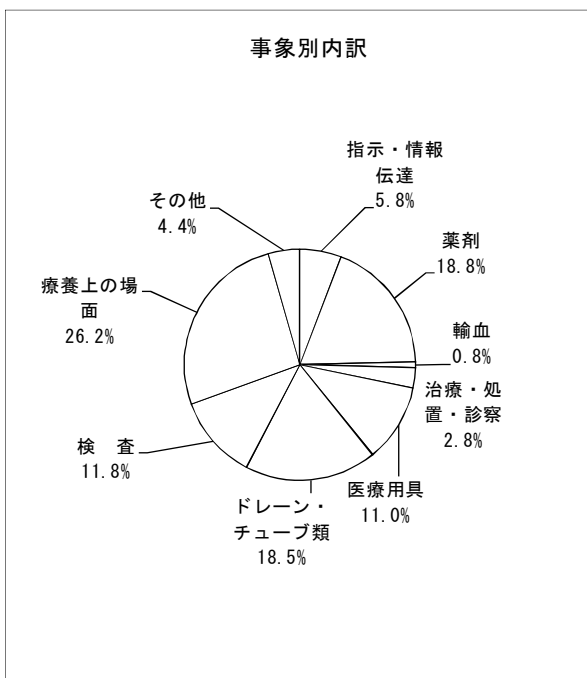 事象別内訳
指示・情報
伝達
5.8%
薬剤
18.8%
輸血
0.8%
治療・処
置・診察
2.8%
医療用具
11.0%
ドレーン・
チューブ類
18.5%
検　査
11.8%
療養上の場
面
26.2%
その他
4.4%